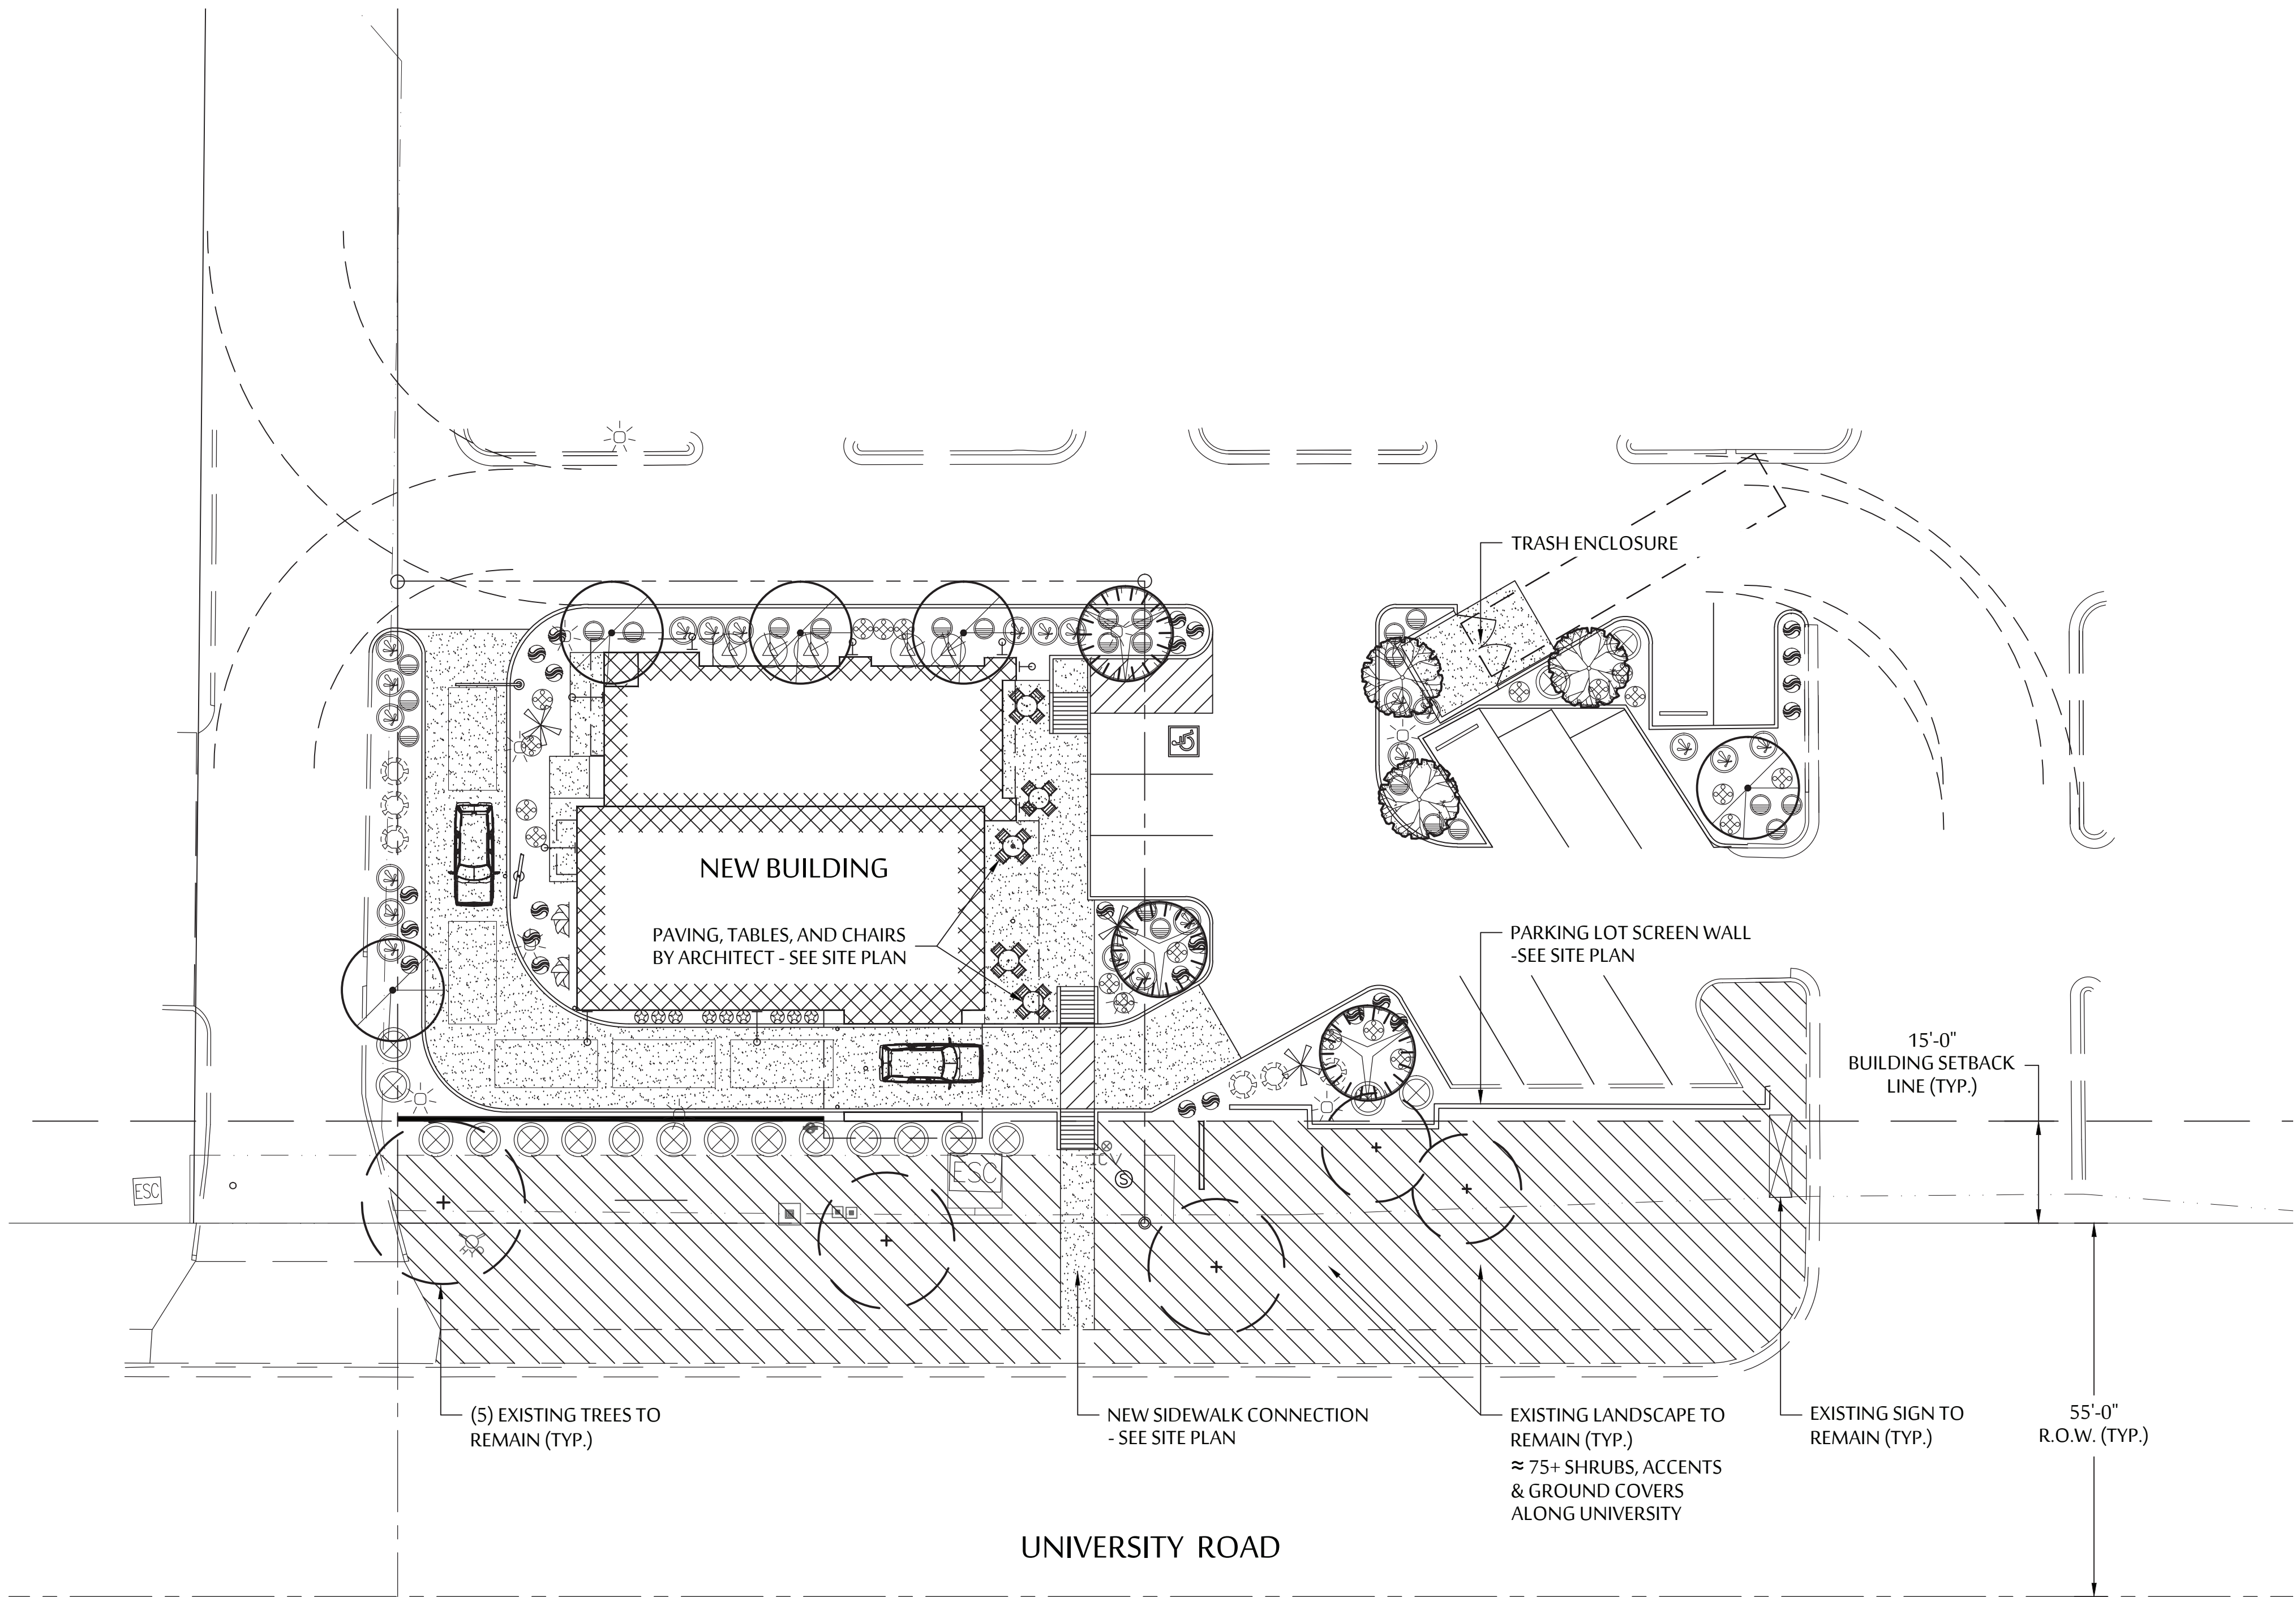 TRASH ENCLOSURE
NEW BUILDING
PAVING, TABLES, AND CHAIRS
BY ARCHITECT - SEE SITE PLAN
PARKING LOT SCREEN WALL
-SEE SITE PLAN
15'-0"
BUILDING SETBACK
LINE (TYP.)
ESC
ESC
ICV
S
(5) EXISTING TREES TO
REMAIN (TYP.)
NEW SIDEWALK CONNECTION
- SEE SITE PLAN
EXISTING LANDSCAPE TO
REMAIN (TYP.)
≈ 75+ SHRUBS, ACCENTS
& GROUND COVERS
ALONG UNIVERSITY
EXISTING SIGN TO
REMAIN (TYP.)
55'-0"
R.O.W. (TYP.)
UNIVERSITY ROAD